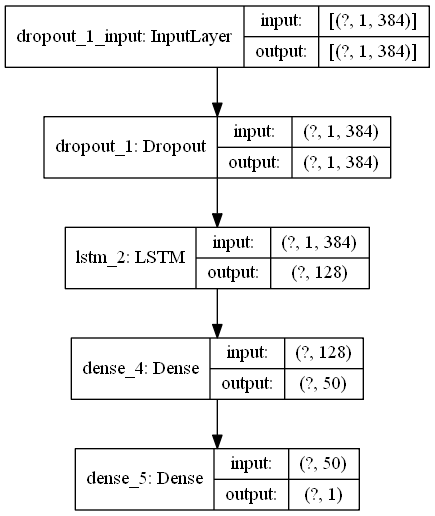 dropout_1_input: InputLayer
input:
[(?, 1, 384)]
output:
[(?, 1, 384)]
dropout_1: Dropout
input:
(?, 1, 384)
output:
(?, 1, 384)
lstm_2: LSTM
input:
(?, 1, 384)
output:
(?, 128)
dense_4: Dense
input:
(?, 128)
output:
(?, 50)
dense_5: Dense
input:
(?, 50)
output:
(?, 1)